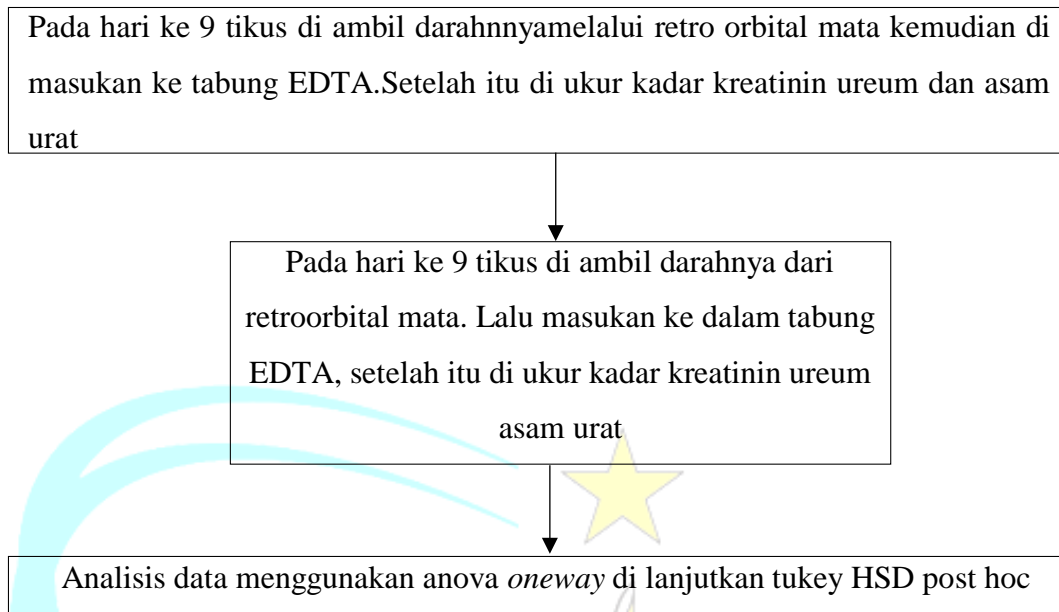 Pada hari ke 9 tikus di ambil darahnnyamelalui retro orbital mata kemudian di
masukan ke tabung EDTA.Setelah itu di ukur kadar kreatinin ureum dan asam
urat
Pada hari ke 9 tikus di ambil darahnya dari
retroorbital mata. Lalu masukan ke dalam tabung
EDTA, setelah itu di ukur kadar kreatinin ureum
asam urat
Analisis data menggunakan anova oneway di lanjutkan tukey HSD post hoc